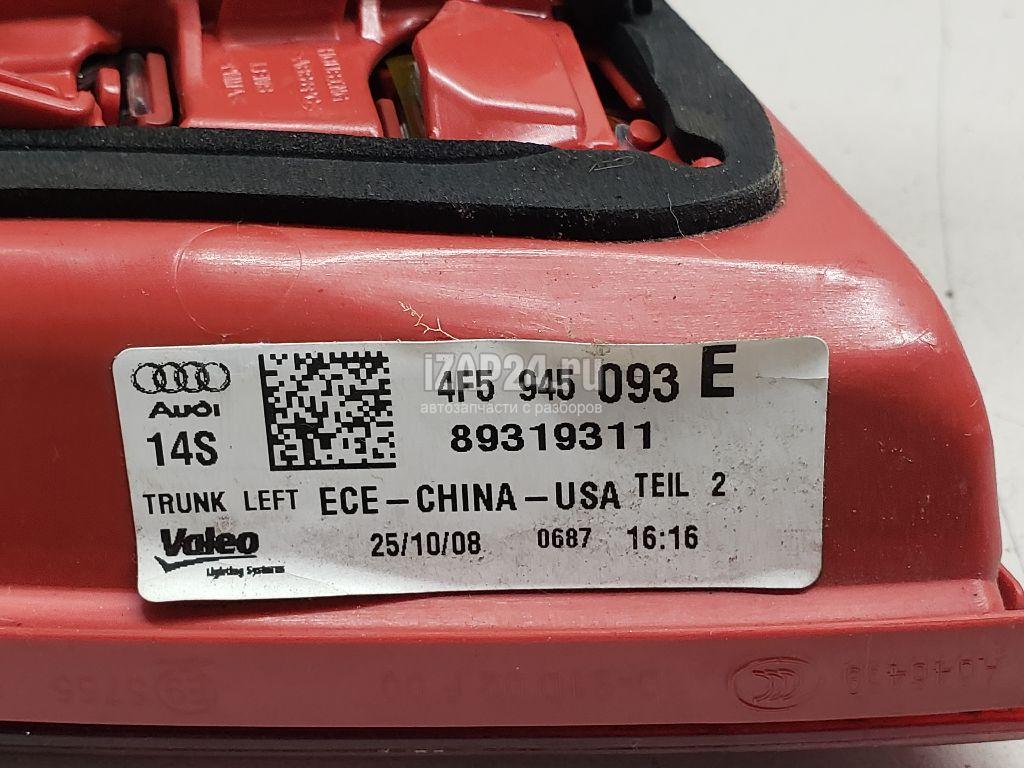 iZAP24.ru
автозапчасти с разборов
Audi
4F5 945 093 E
14S
89319311
TRUNK LEFT ECE-CHINA-USA TEIL 2
Valeo
Lighting Systems
25/10/08 0687 16:16